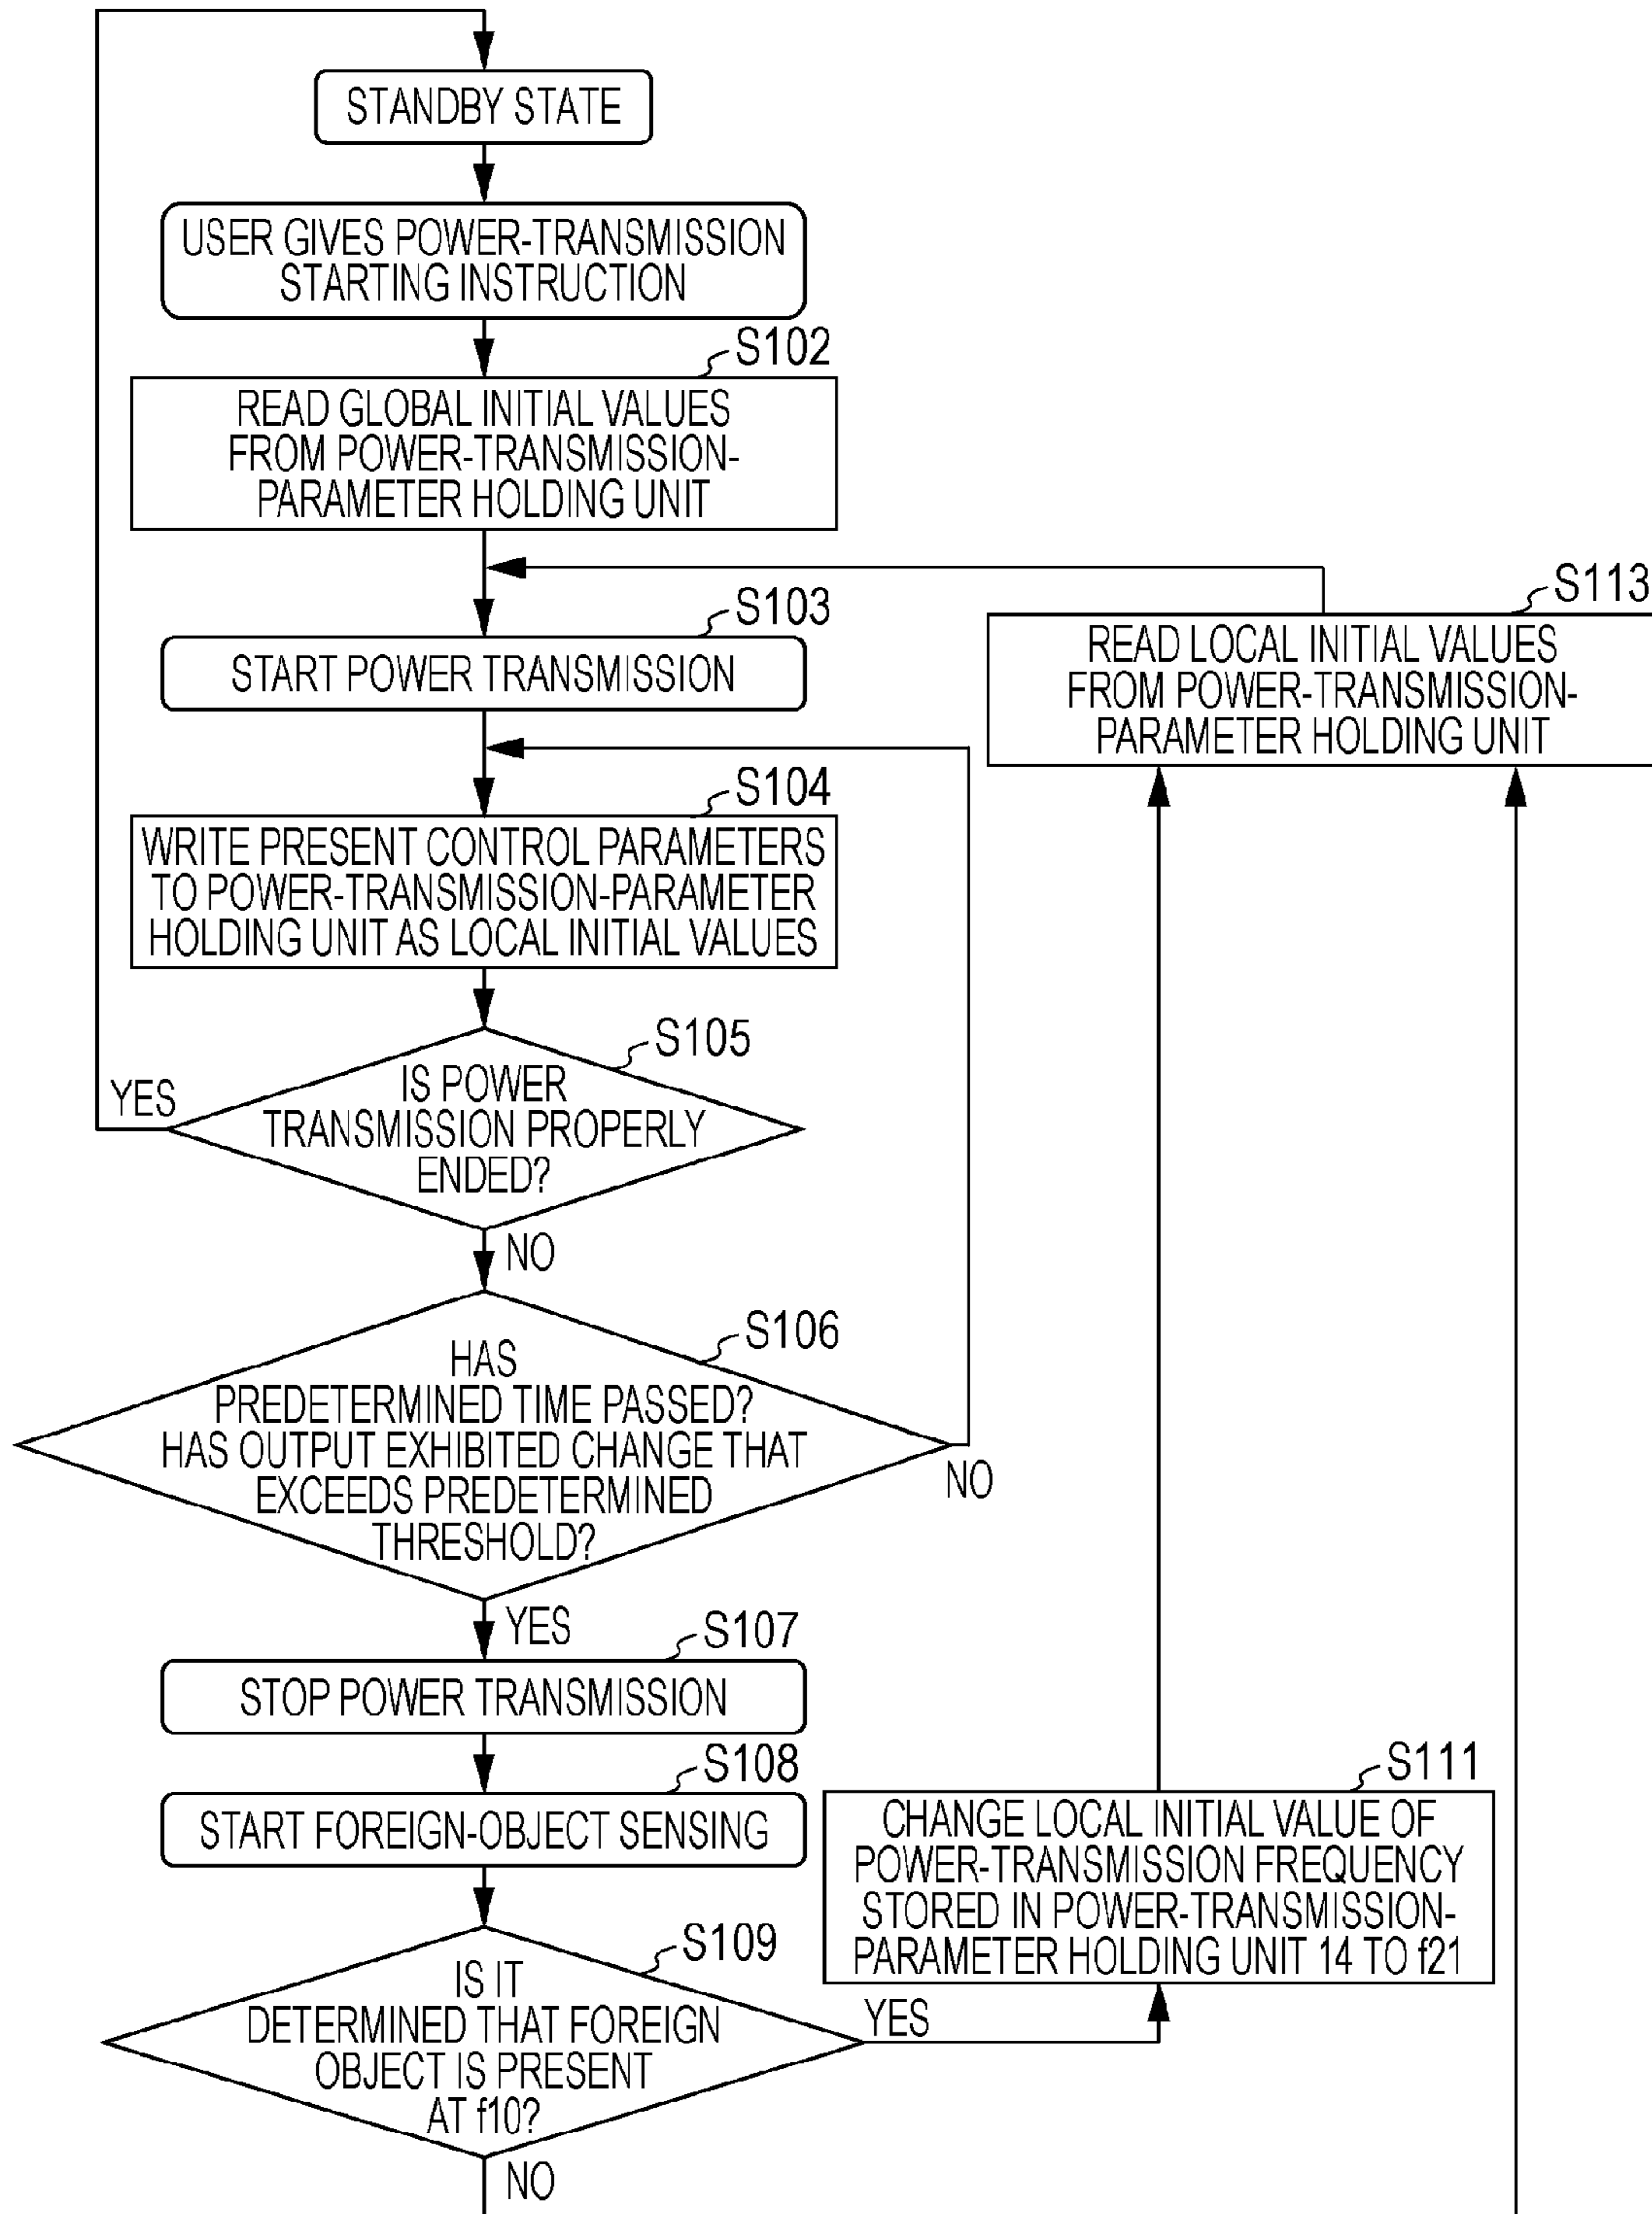 STANDBY STATE
USER GIVES POWER-TRANSMISSION
STARTING INSTRUCTION
S102
READ GLOBAL INITIAL VALUES
FROM POWER-TRANSMISSION-
PARAMETER HOLDING UNIT
S103
START POWER TRANSMISSION
S113
READ LOCAL INITIAL VALUES
FROM POWER-TRANSMISSION-
PARAMETER HOLDING UNIT
S104
WRITE PRESENT CONTROL PARAMETERS
TO POWER-TRANSMISSION-PARAMETER
HOLDING UNIT AS LOCAL INITIAL VALUES
S105
IS POWER
TRANSMISSION PROPERLY
ENDED?
YES
NO
S106
HAS
PREDETERMINED TIME PASSED?
HAS OUTPUT EXHIBITED CHANGE THAT
EXCEEDS PREDETERMINED
THRESHOLD?
NO
YES
S107
STOP POWER TRANSMISSION
S108
START FOREIGN-OBJECT SENSING
S111
CHANGE LOCAL INITIAL VALUE OF
POWER-TRANSMISSION FREQUENCY
STORED IN POWER-TRANSMISSION-
PARAMETER HOLDING UNIT 14 TO f21
S109
IS IT
DETERMINED THAT FOREIGN
OBJECT IS PRESENT
AT f10?
YES
NO